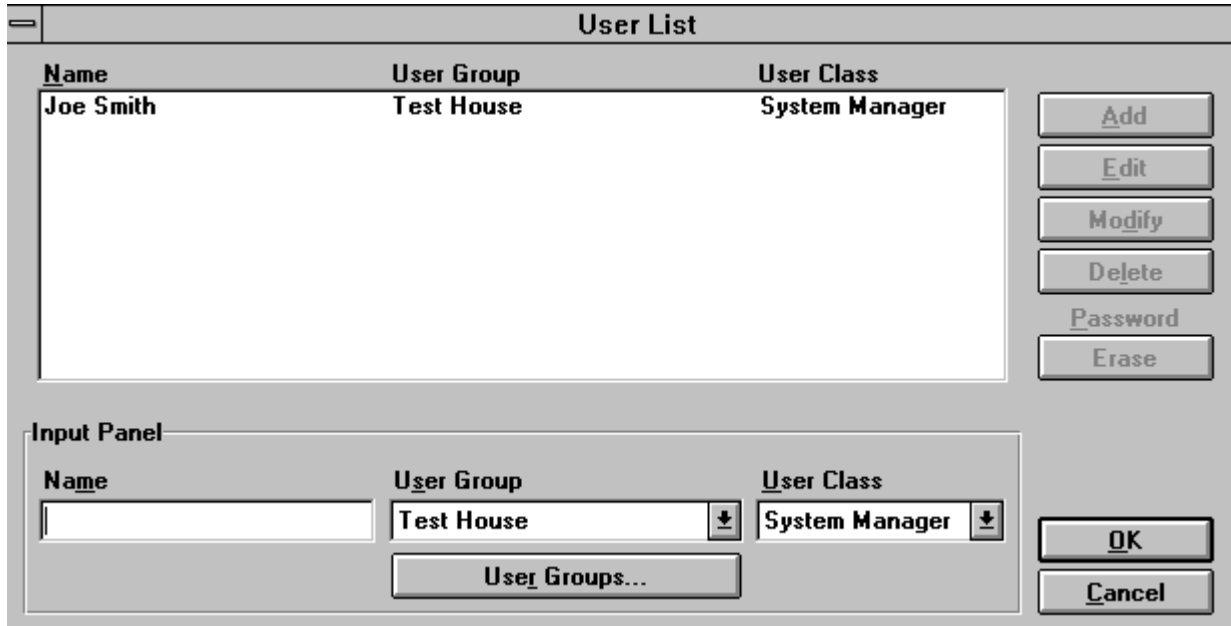 User List
Name User Group User Class
Joe Smith Test House System Manager
Add
Edit
Modify
Delete
Password
Erase
Input Panel
Name User Group User Class
Test House System Manager
User Groups...
OK
Cancel